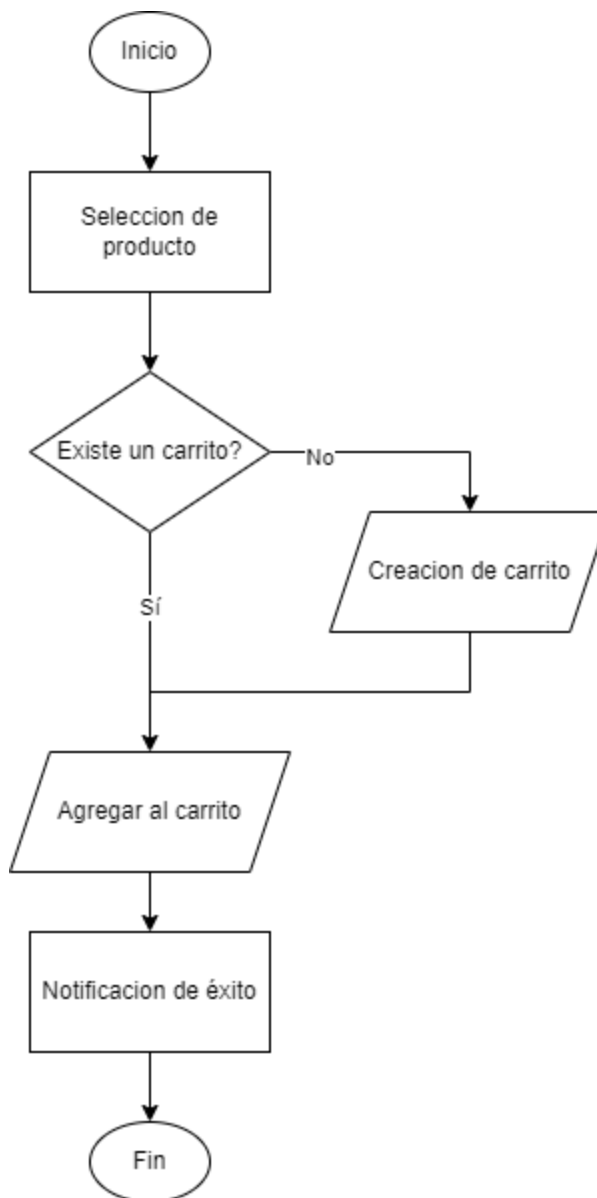 Inicio
Seleccion de
producto
Existe un carrito?
No
Creacion de carrito
Sí
Agregar al carrito
Notificacion de éxito
Fin